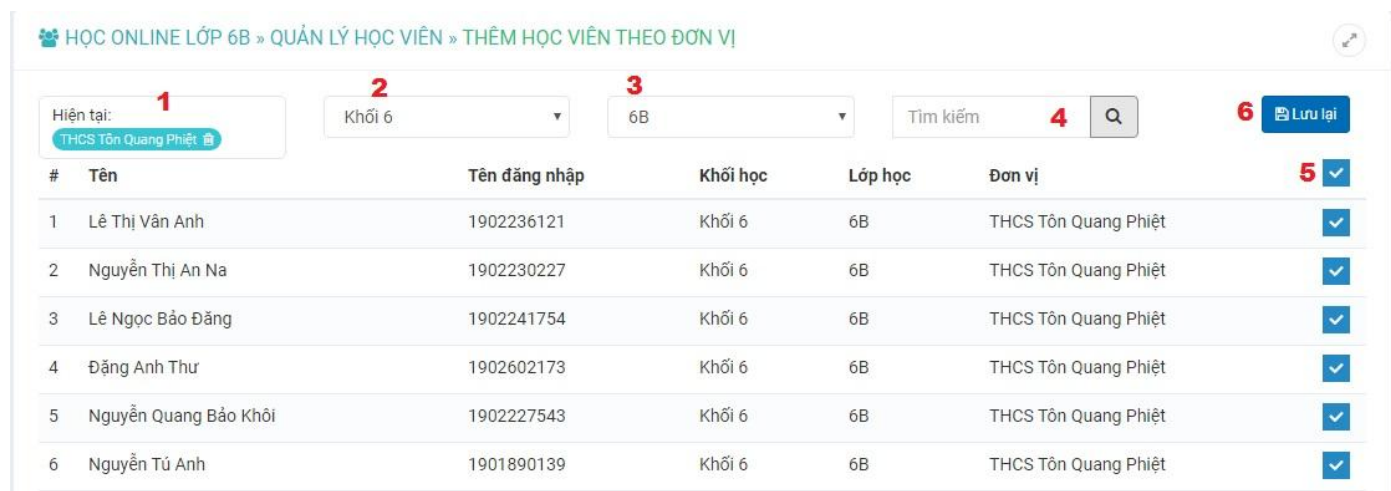 HỌC ONLINE LỚP 6B » QUẢN LÝ HỌC VIÊN » THÊM HỌC VIÊN THEO ĐƠN VỊ
1 2 3
Hiện tại: Khối 6 6B Tìm kiếm 4 6 Lưu lại
THCS Tôn Quang Phiệt
# Tên Tên đăng nhập Khối học Lớp học Đơn vị 5
1 Lê Thị Vân Anh 1902236121 Khối 6 6B THCS Tôn Quang Phiệt
2 Nguyễn Thị An Na 1902230227 Khối 6 6B THCS Tôn Quang Phiệt
3 Lê Ngọc Bảo Đăng 1902241754 Khối 6 6B THCS Tôn Quang Phiệt
4 Đặng Anh Thư 1902602173 Khối 6 6B THCS Tôn Quang Phiệt
5 Nguyễn Quang Bảo Khôi 1902227543 Khối 6 6B THCS Tôn Quang Phiệt
6 Nguyễn Tú Anh 1901890139 Khối 6 6B THCS Tôn Quang Phiệt